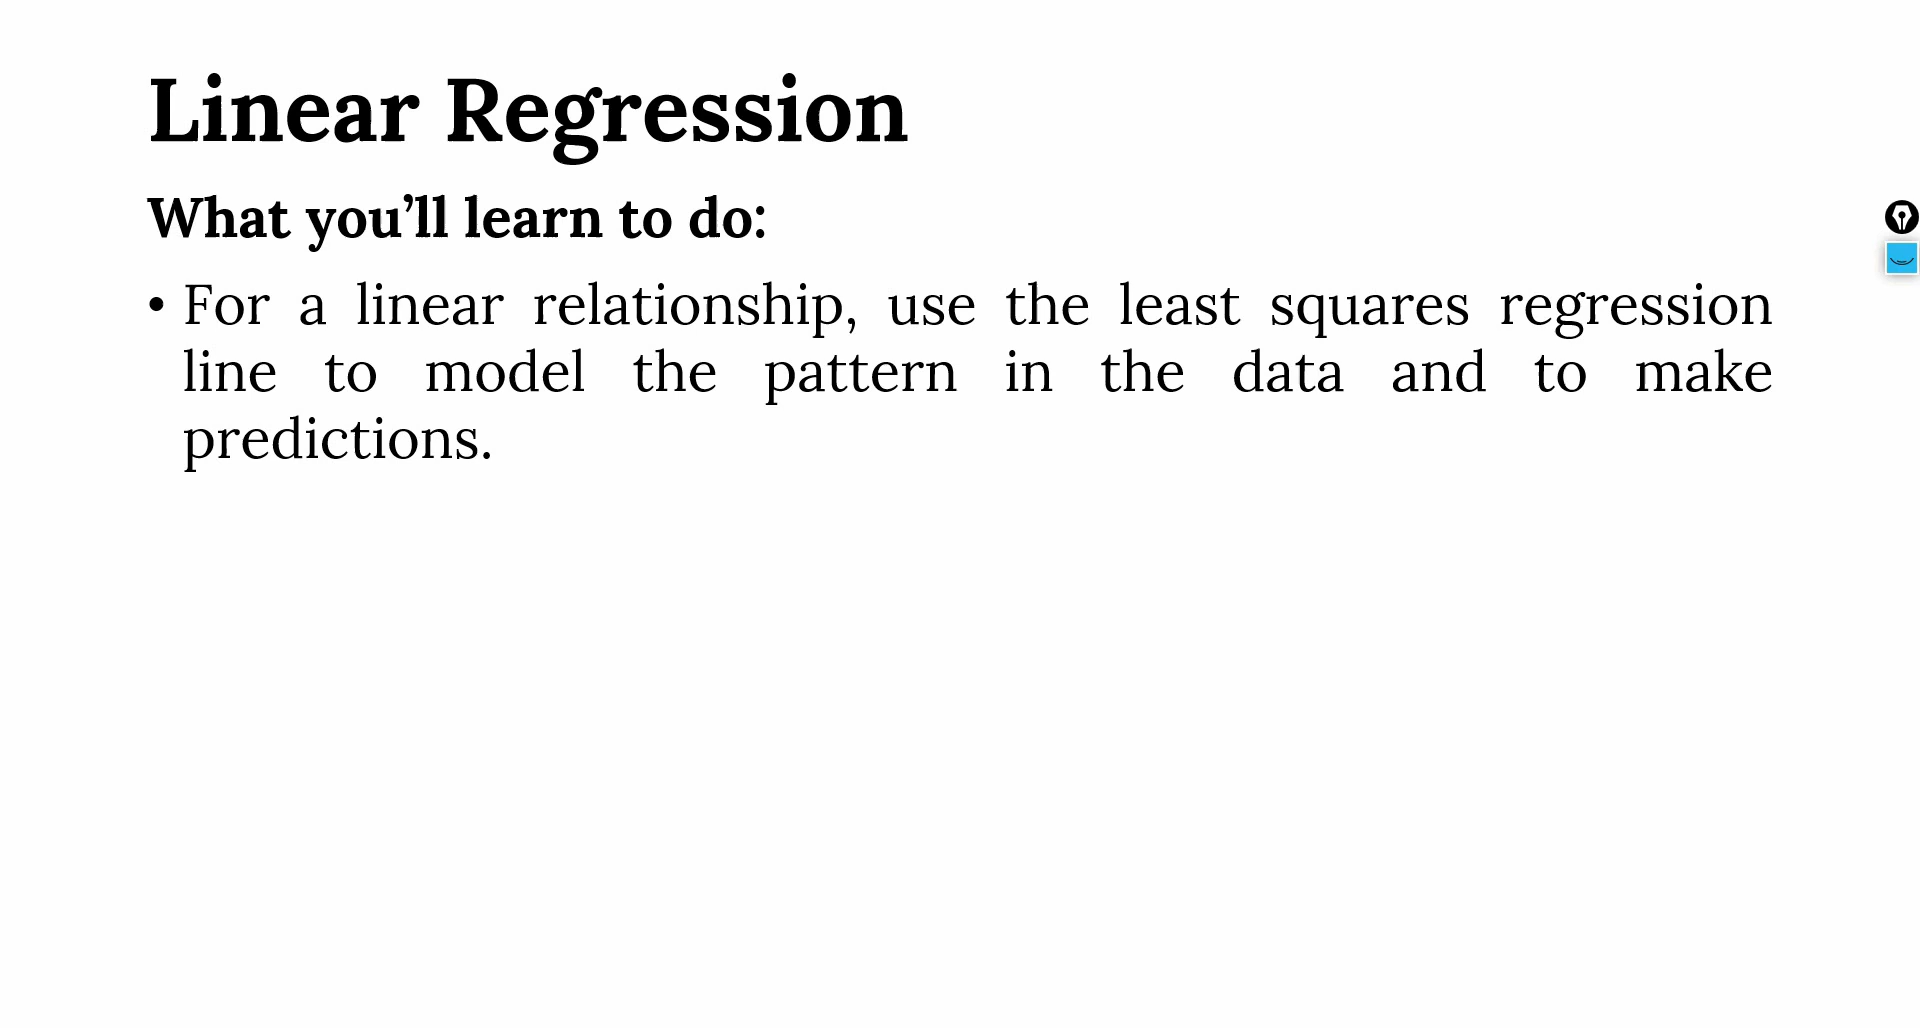 Linear Regression
What you’ll learn to do:
• For a linear relationship, use the least squares regression
line to model the pattern in the data and to make
predictions.